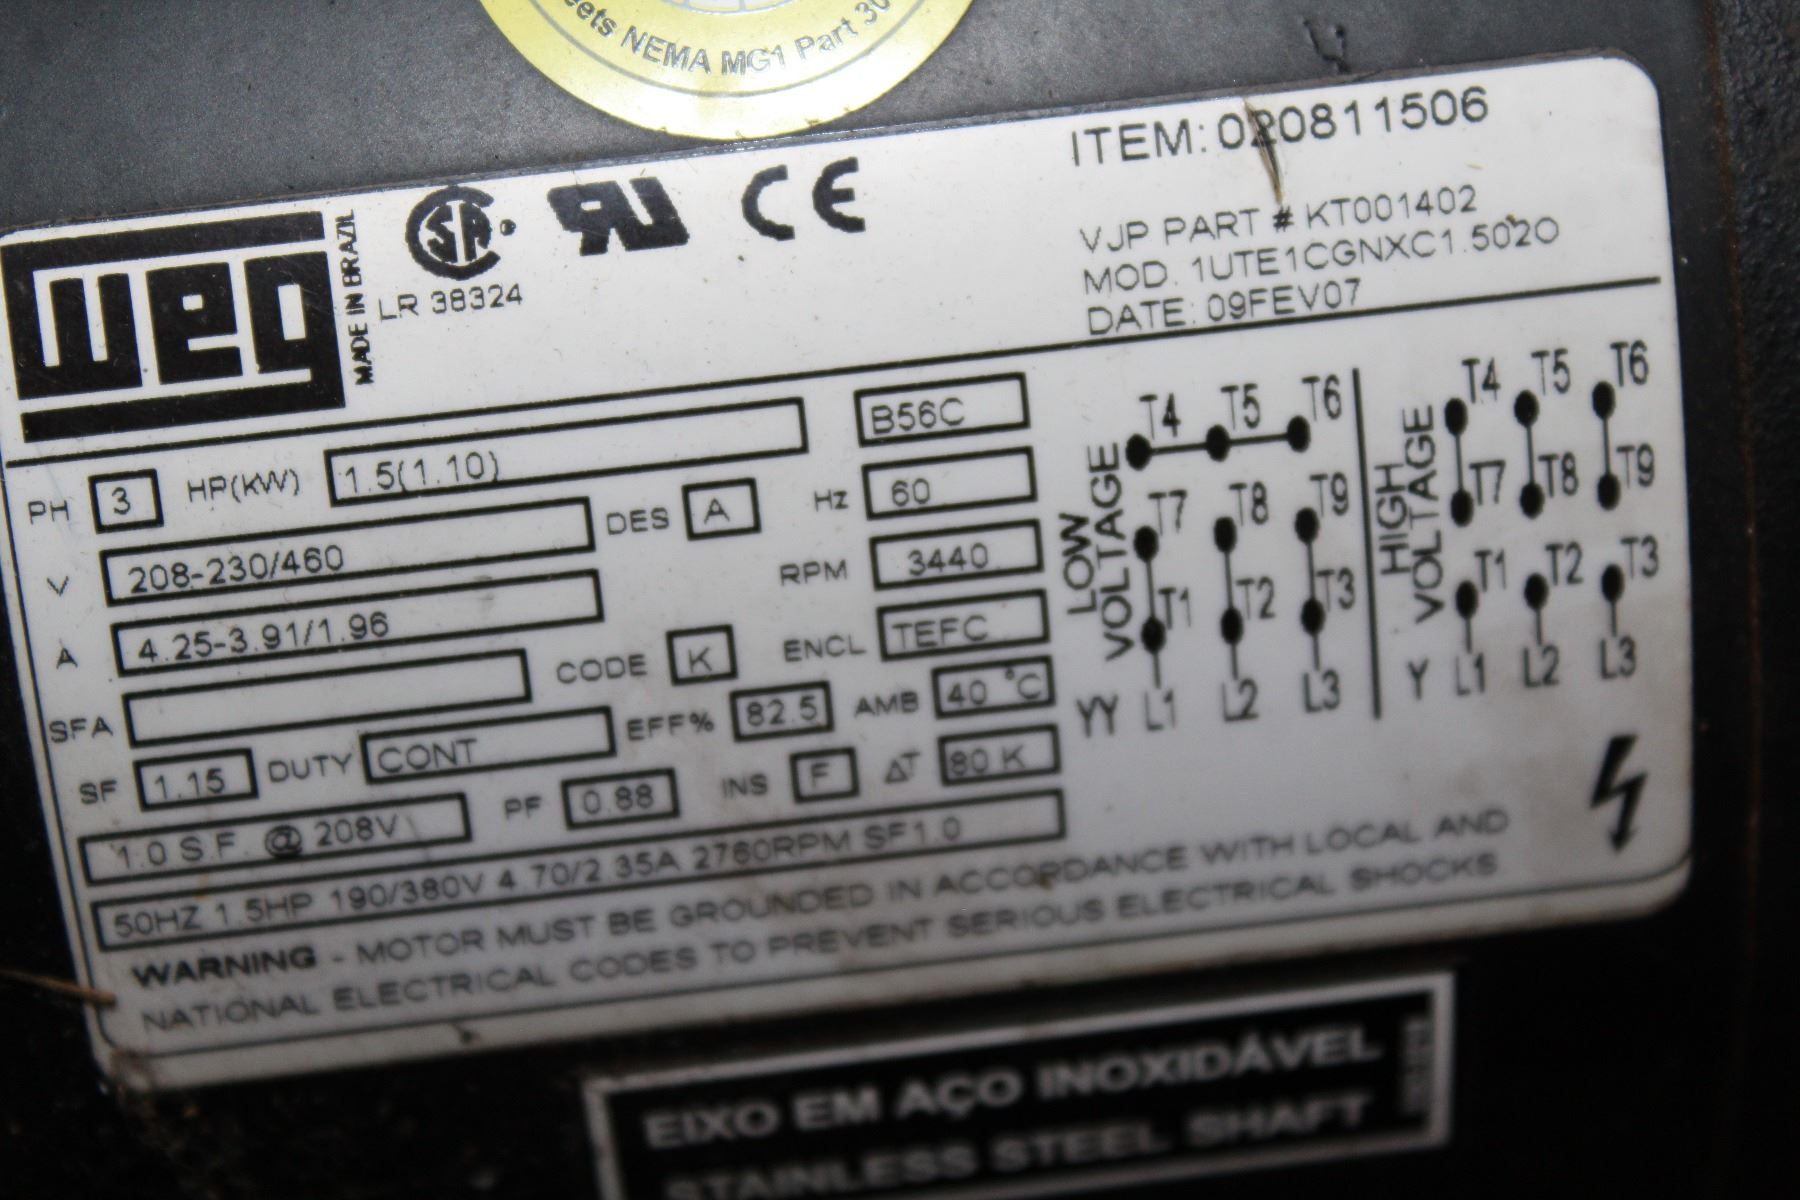 eets NEMA MG1 Part 30
ITEM: 020811506
VJP PART # KT001402
MOD. 1UTE1CGNXC1.502O
DATE: 09FEV07
weg
MADE IN BRAZIL
SA
LR 38324
CE
PH 3 HP(KW) 1.5(1.10) B56C
V 208-230/460 DES A Hz 60
A 4.25-3.91/1.96 RPM 3440
SFA CODE K ENCL TEFC
SF 1.15 DUTY CONT EFF% 82.5 AMB 40 °C
1.0 S.F. @ 208V PF 0.88 INS F ΔT 80 K
50HZ 1.5HP 190/380V 4.70/2.35A 2760RPM SF1.0
LOW VOLTAGE
T4 T5 T6
T7 T8 T9
T1 T2 T3
YY L1 L2 L3
HIGH VOLTAGE
T4 T5 T6
T7 T8 T9
T1 T2 T3
Y L1 L2 L3
WARNING - MOTOR MUST BE GROUNDED IN ACCORDANCE WITH LOCAL AND
NATIONAL ELECTRICAL CODES TO PREVENT SERIOUS ELECTRICAL SHOCKS.
EIXO EM AÇO INOXIDÁVEL
STAINLESS STEEL SHAFT